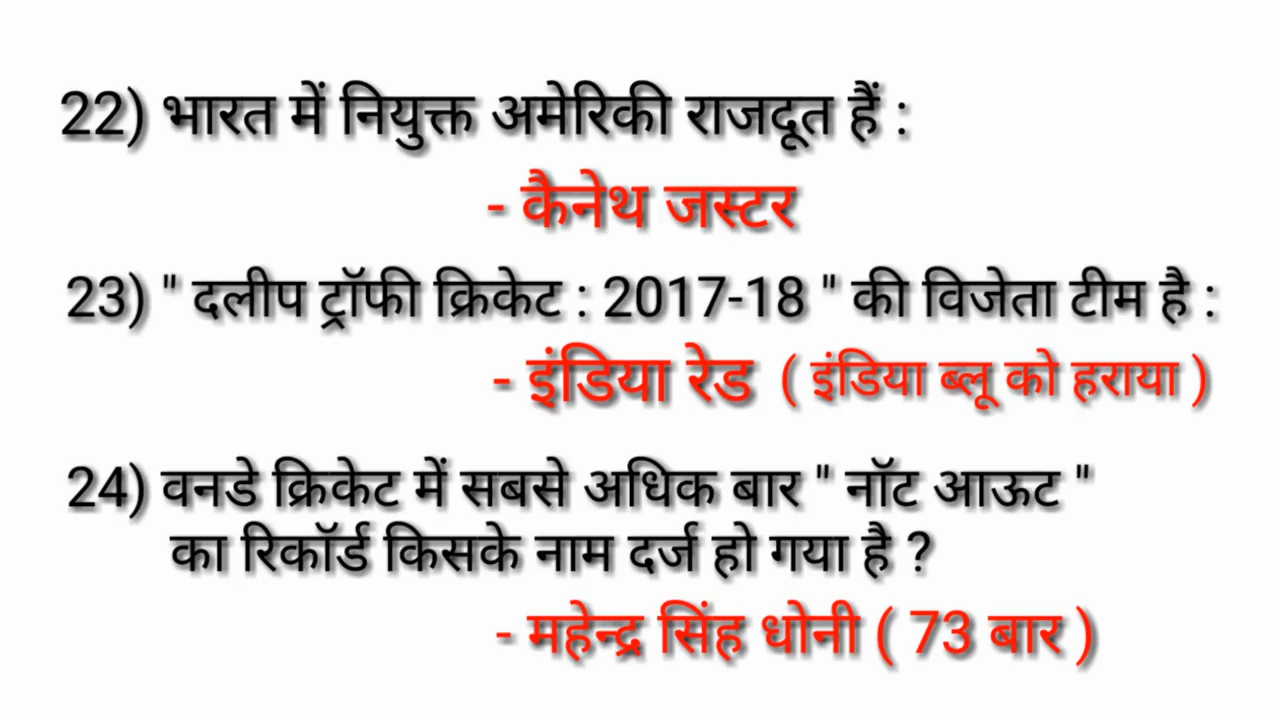 22) भारत में नियुक्त अमेरिकी राजदूत हैं :
- कैनेथ जस्टर
23) " दलीप ट्रॉफी क्रिकेट : 2017-18 " की विजेता टीम है :
- इंडिया रेड ( इंडिया ब्लू को हराया )
24) वनडे क्रिकेट में सबसे अधिक बार " नॉट आऊट "
का रिकॉर्ड किसके नाम दर्ज हो गया है ?
- महेन्द्र सिंह धोनी ( 73 बार )